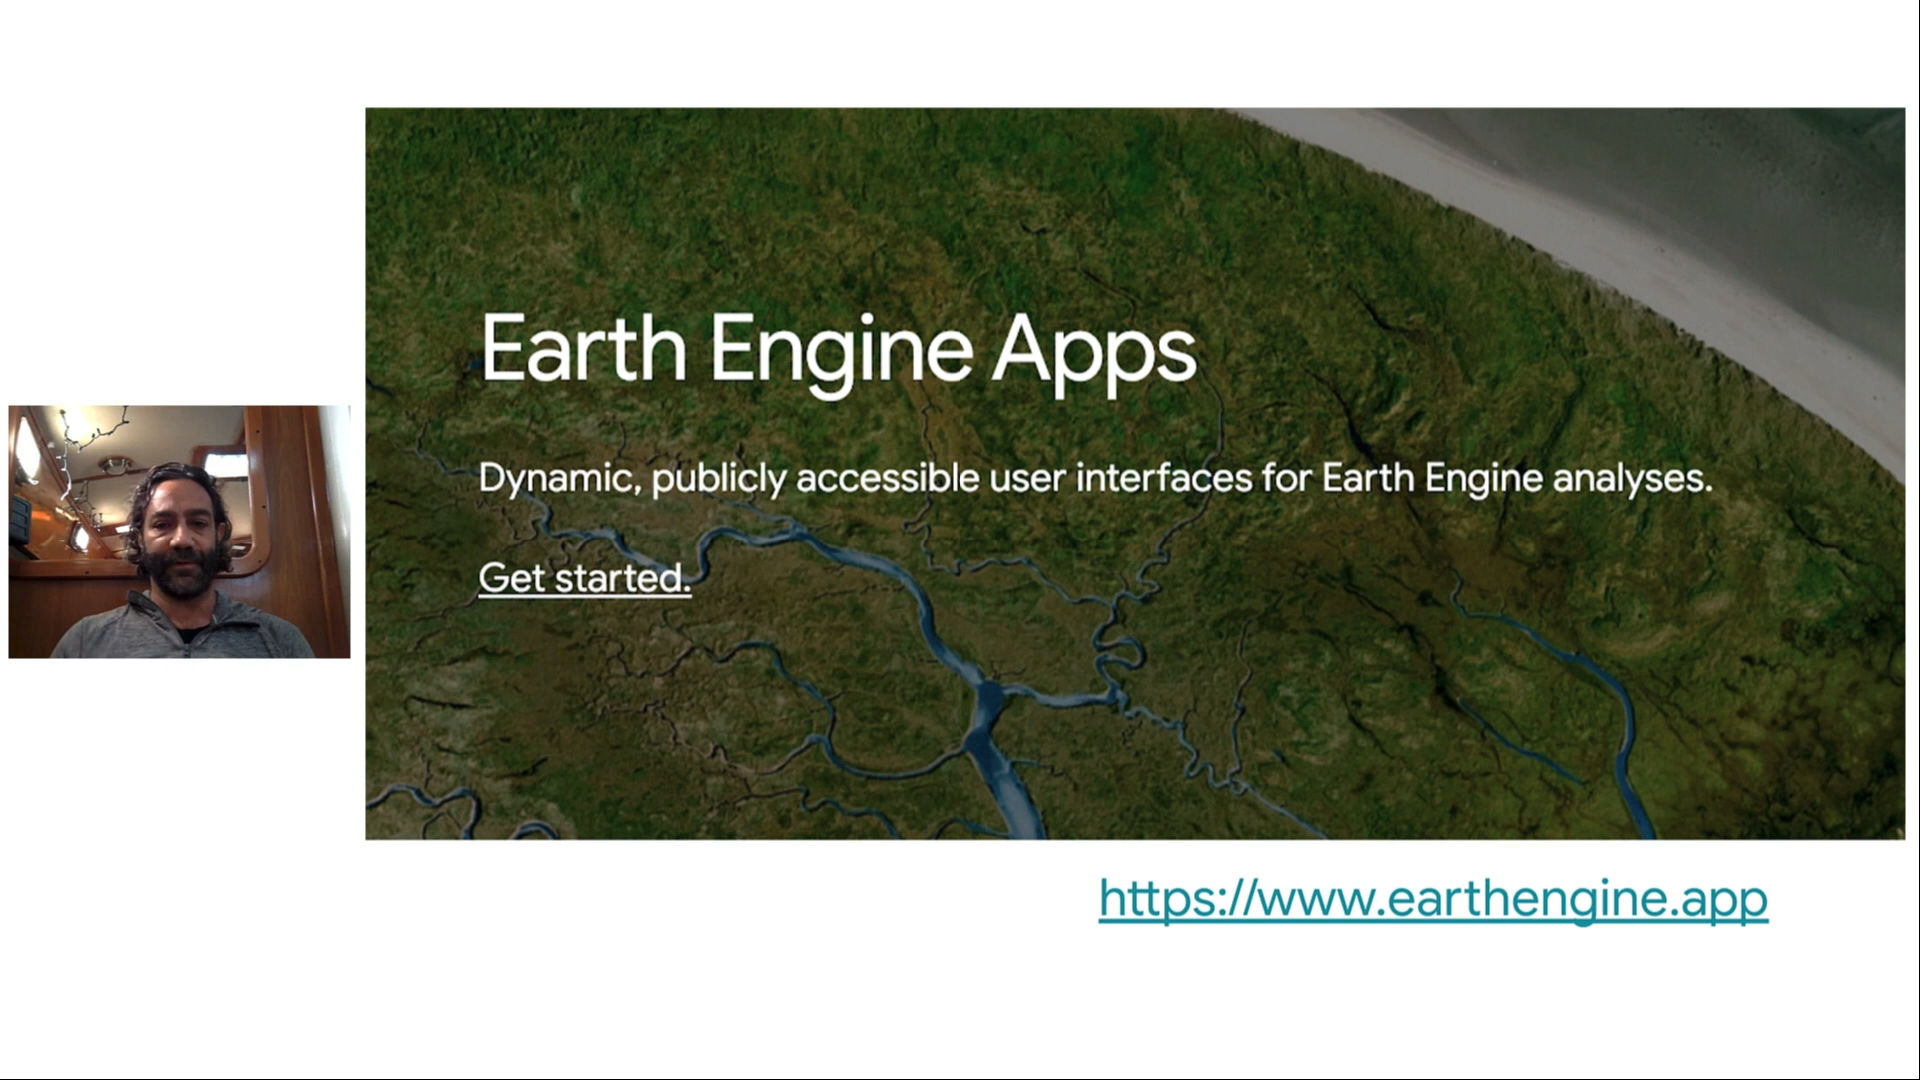 Earth Engine Apps
Dynamic, publicly accessible user interfaces for Earth Engine analyses.
Get started.
https://www.earthengine.app